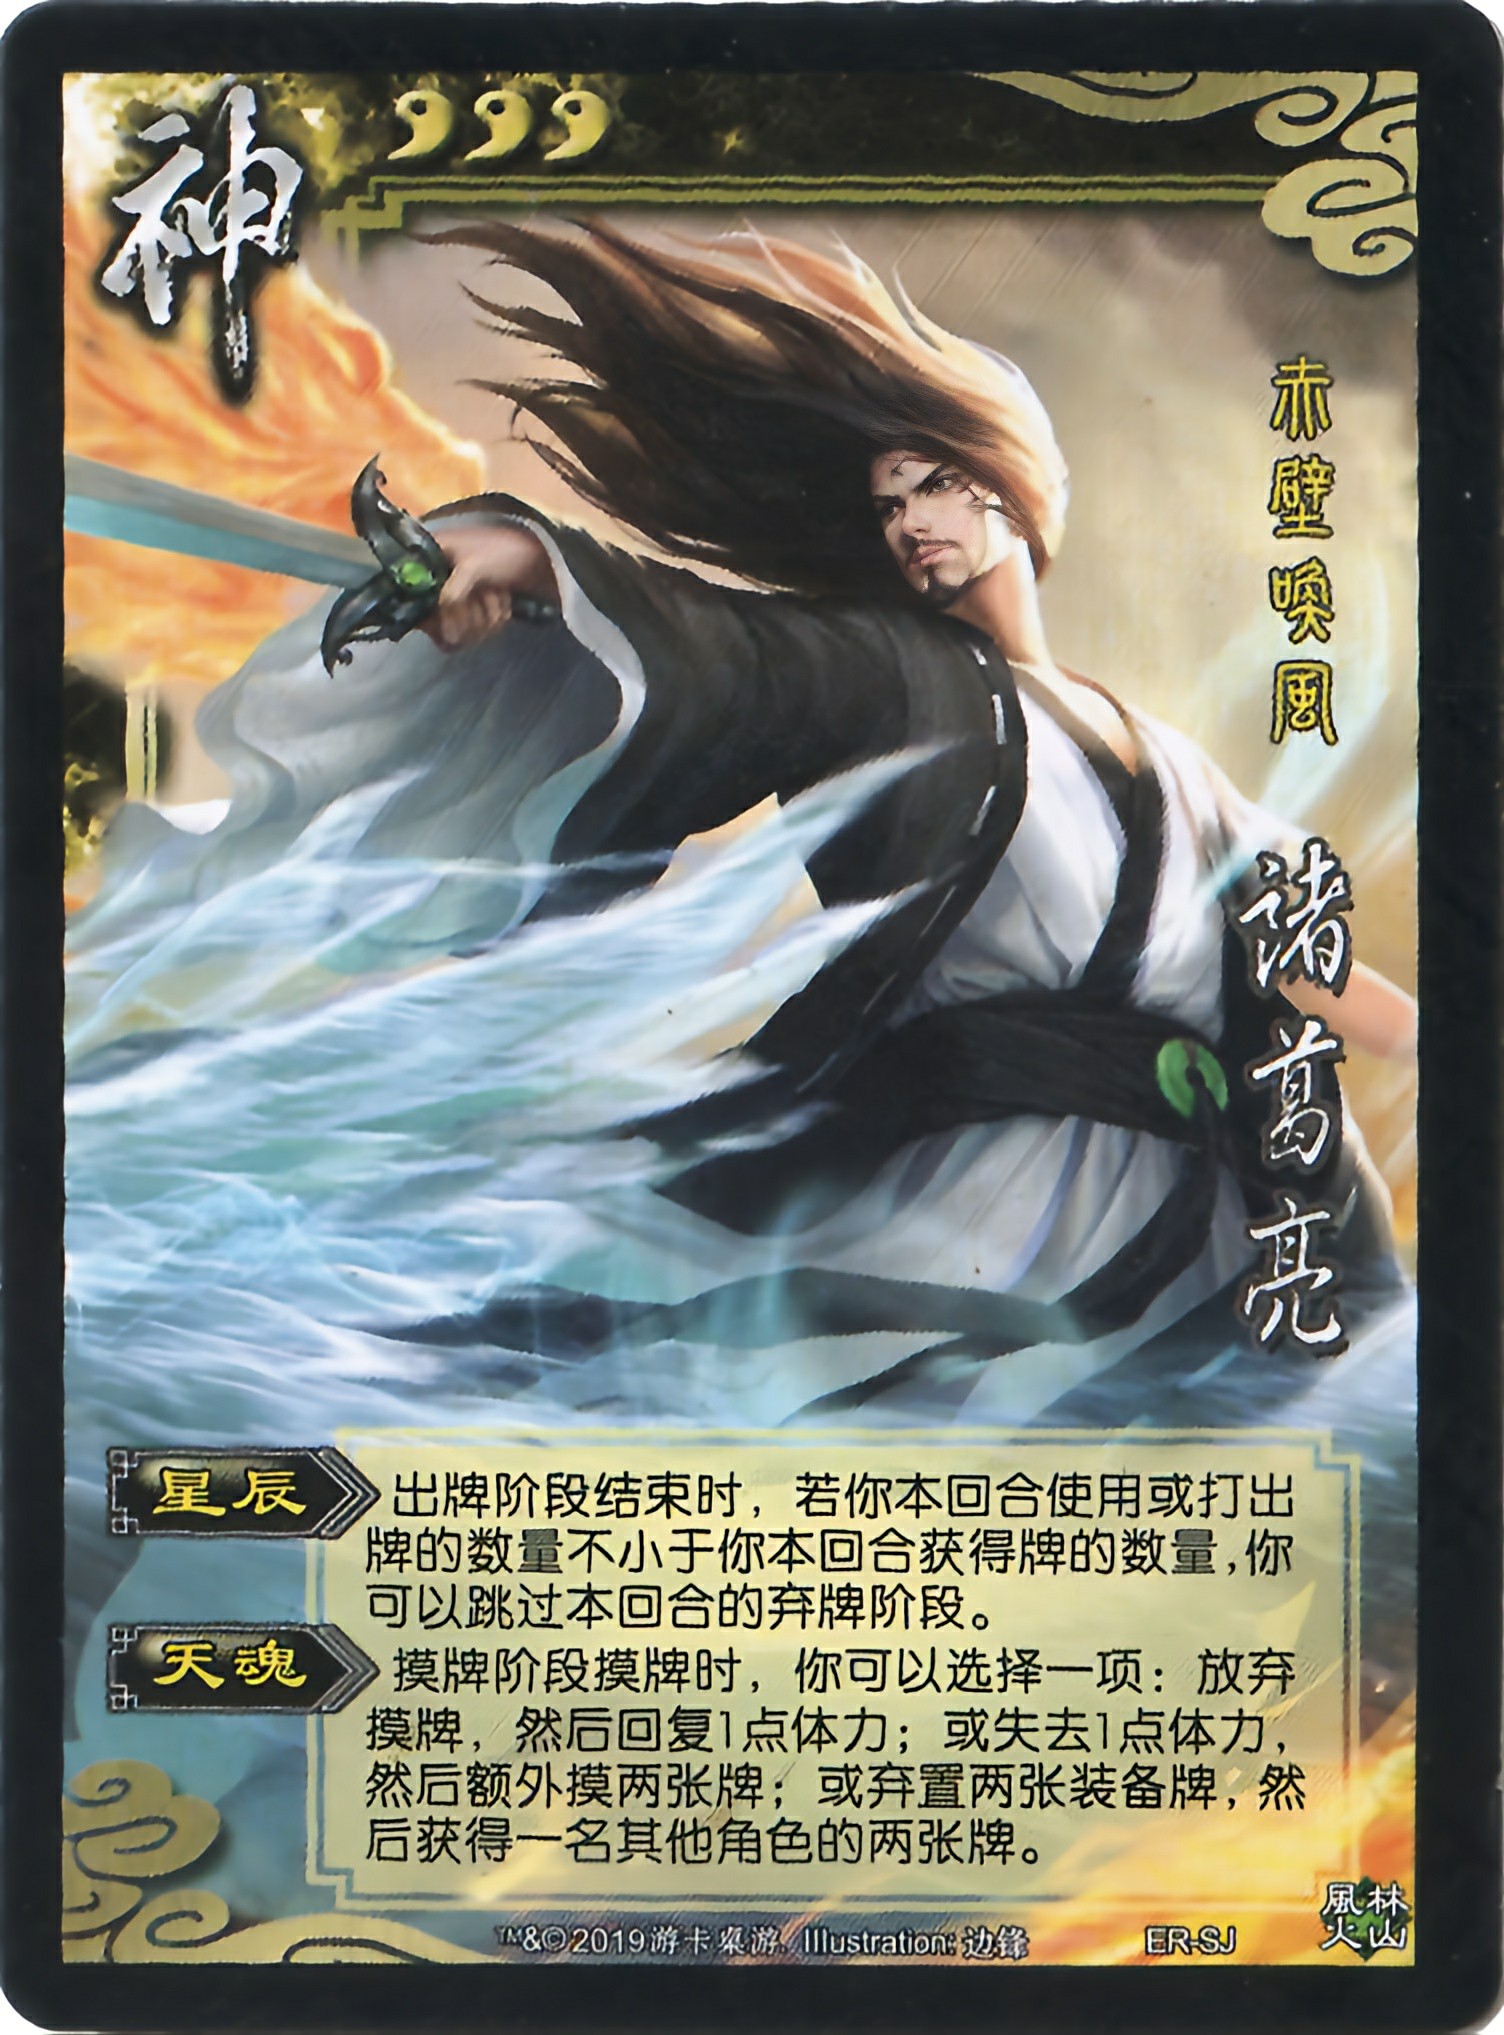 神
赤壁喚風
诸葛亮
星辰
出牌阶段结束时，若你本回合使用或打出
牌的数量不小于你本回合获得牌的数量，你
可以跳过本回合的弃牌阶段。
天魂
摸牌阶段摸牌时，你可以选择一项：放弃
摸牌，然后回复1点体力；或失去1点体力，
然后额外摸两张牌；或弃置两张装备牌，然
后获得一名其他角色的两张牌。
™&©2019游卡桌游. Illustration: 边锋
ER-SJ
風林
火山